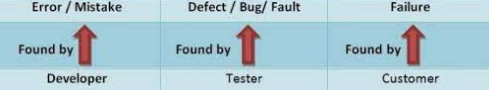 Error / Mistake Defect / Bug/ Fault Failure
Found by Found by Found by
Developer Tester Customer